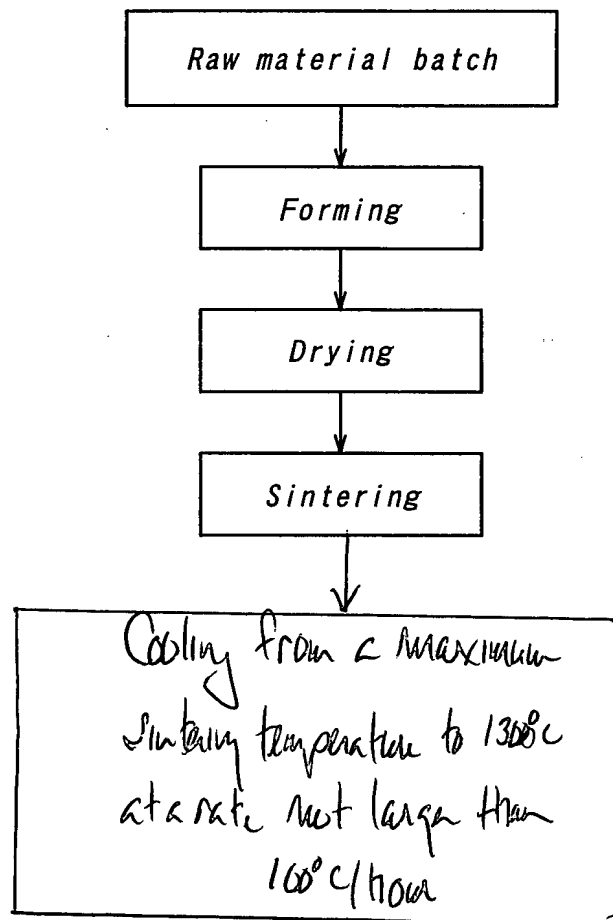 Raw material batch
Forming
Drying
Sintering
Cooling from a maximum
sintering temperature to 1300°C
at a rate not larger than
100°C/hour